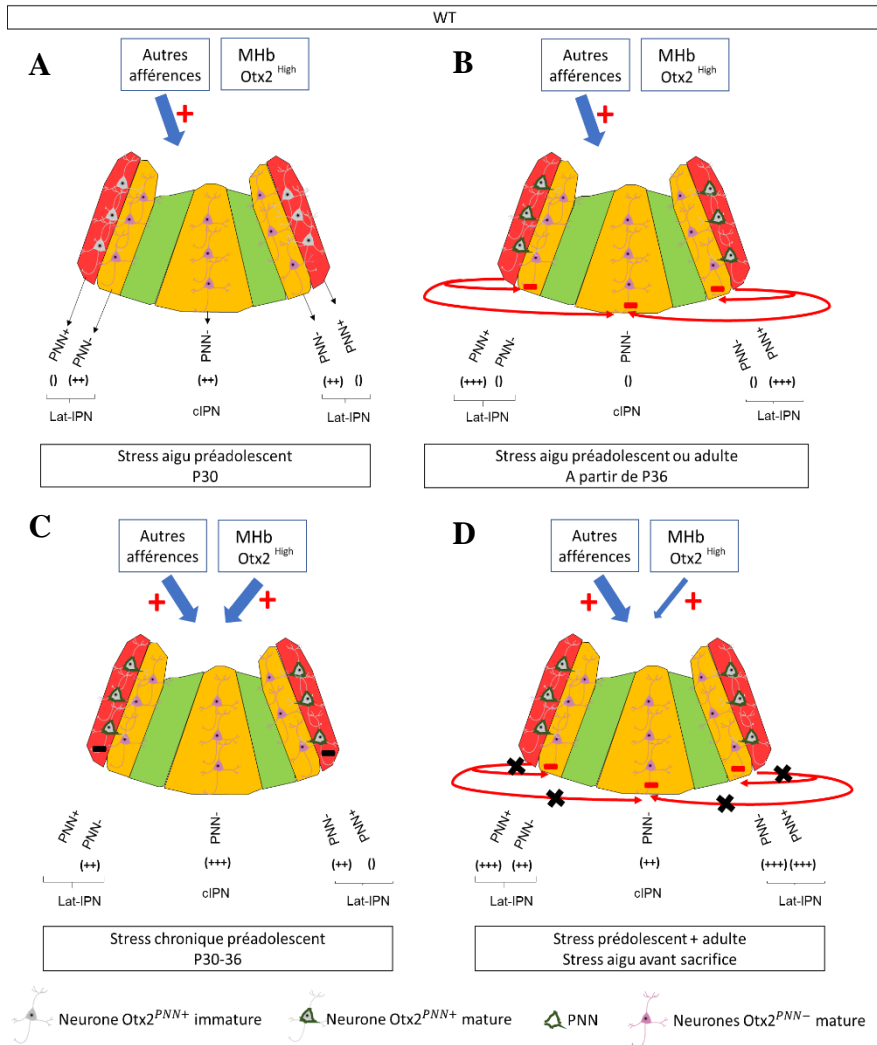 WT
A
Autres
afférences
MHb
Otx2 High
+
PNN+
PNN-
PNN-
PNN-
PNN+
()
(++)
(++)
(++)
()
Lat-IPN
cIPN
Lat-IPN
Stress aigu préadolescent
P30
B
Autres
afférences
MHb
Otx2 High
+
PNN+
PNN-
PNN-
PNN-
PNN+
(+++)
()
()
()
(+++)
Lat-IPN
cIPN
Lat-IPN
Stress aigu préadolescent ou adulte
A partir de P36
C
Autres
afférences
MHb
Otx2 High
+
+
PNN+
PNN-
PNN-
PNN-
PNN+
(++)
(+++)
(++)
()
Lat-IPN
cIPN
Lat-IPN
Stress chronique préadolescent
P30-36
D
Autres
afférences
MHb
Otx2 High
+
+
PNN+
PNN-
PNN-
PNN-
PNN+
(+++)
(++)
(++)
(+++)
(+++)
Lat-IPN
cIPN
Lat-IPN
Stress prédolescent + adulte
Stress aigu avant sacrifice
Neurone Otx2PNN+ immature
Neurone Otx2PNN+ mature
PNN
Neurones Otx2PNN− mature